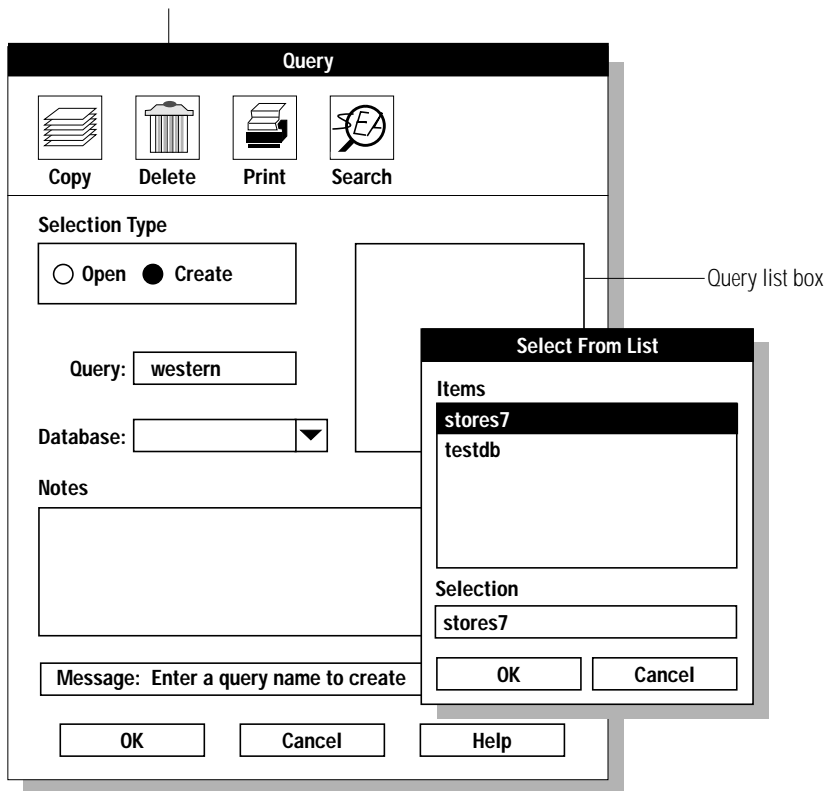 Query
Copy Delete Print Search
Selection Type
Open Create
Query list box
Query: western
Database:
Notes
Message: Enter a query name to create
OK Cancel Help
Select From List
Items
stores7
testdb
Selection
stores7
OK Cancel